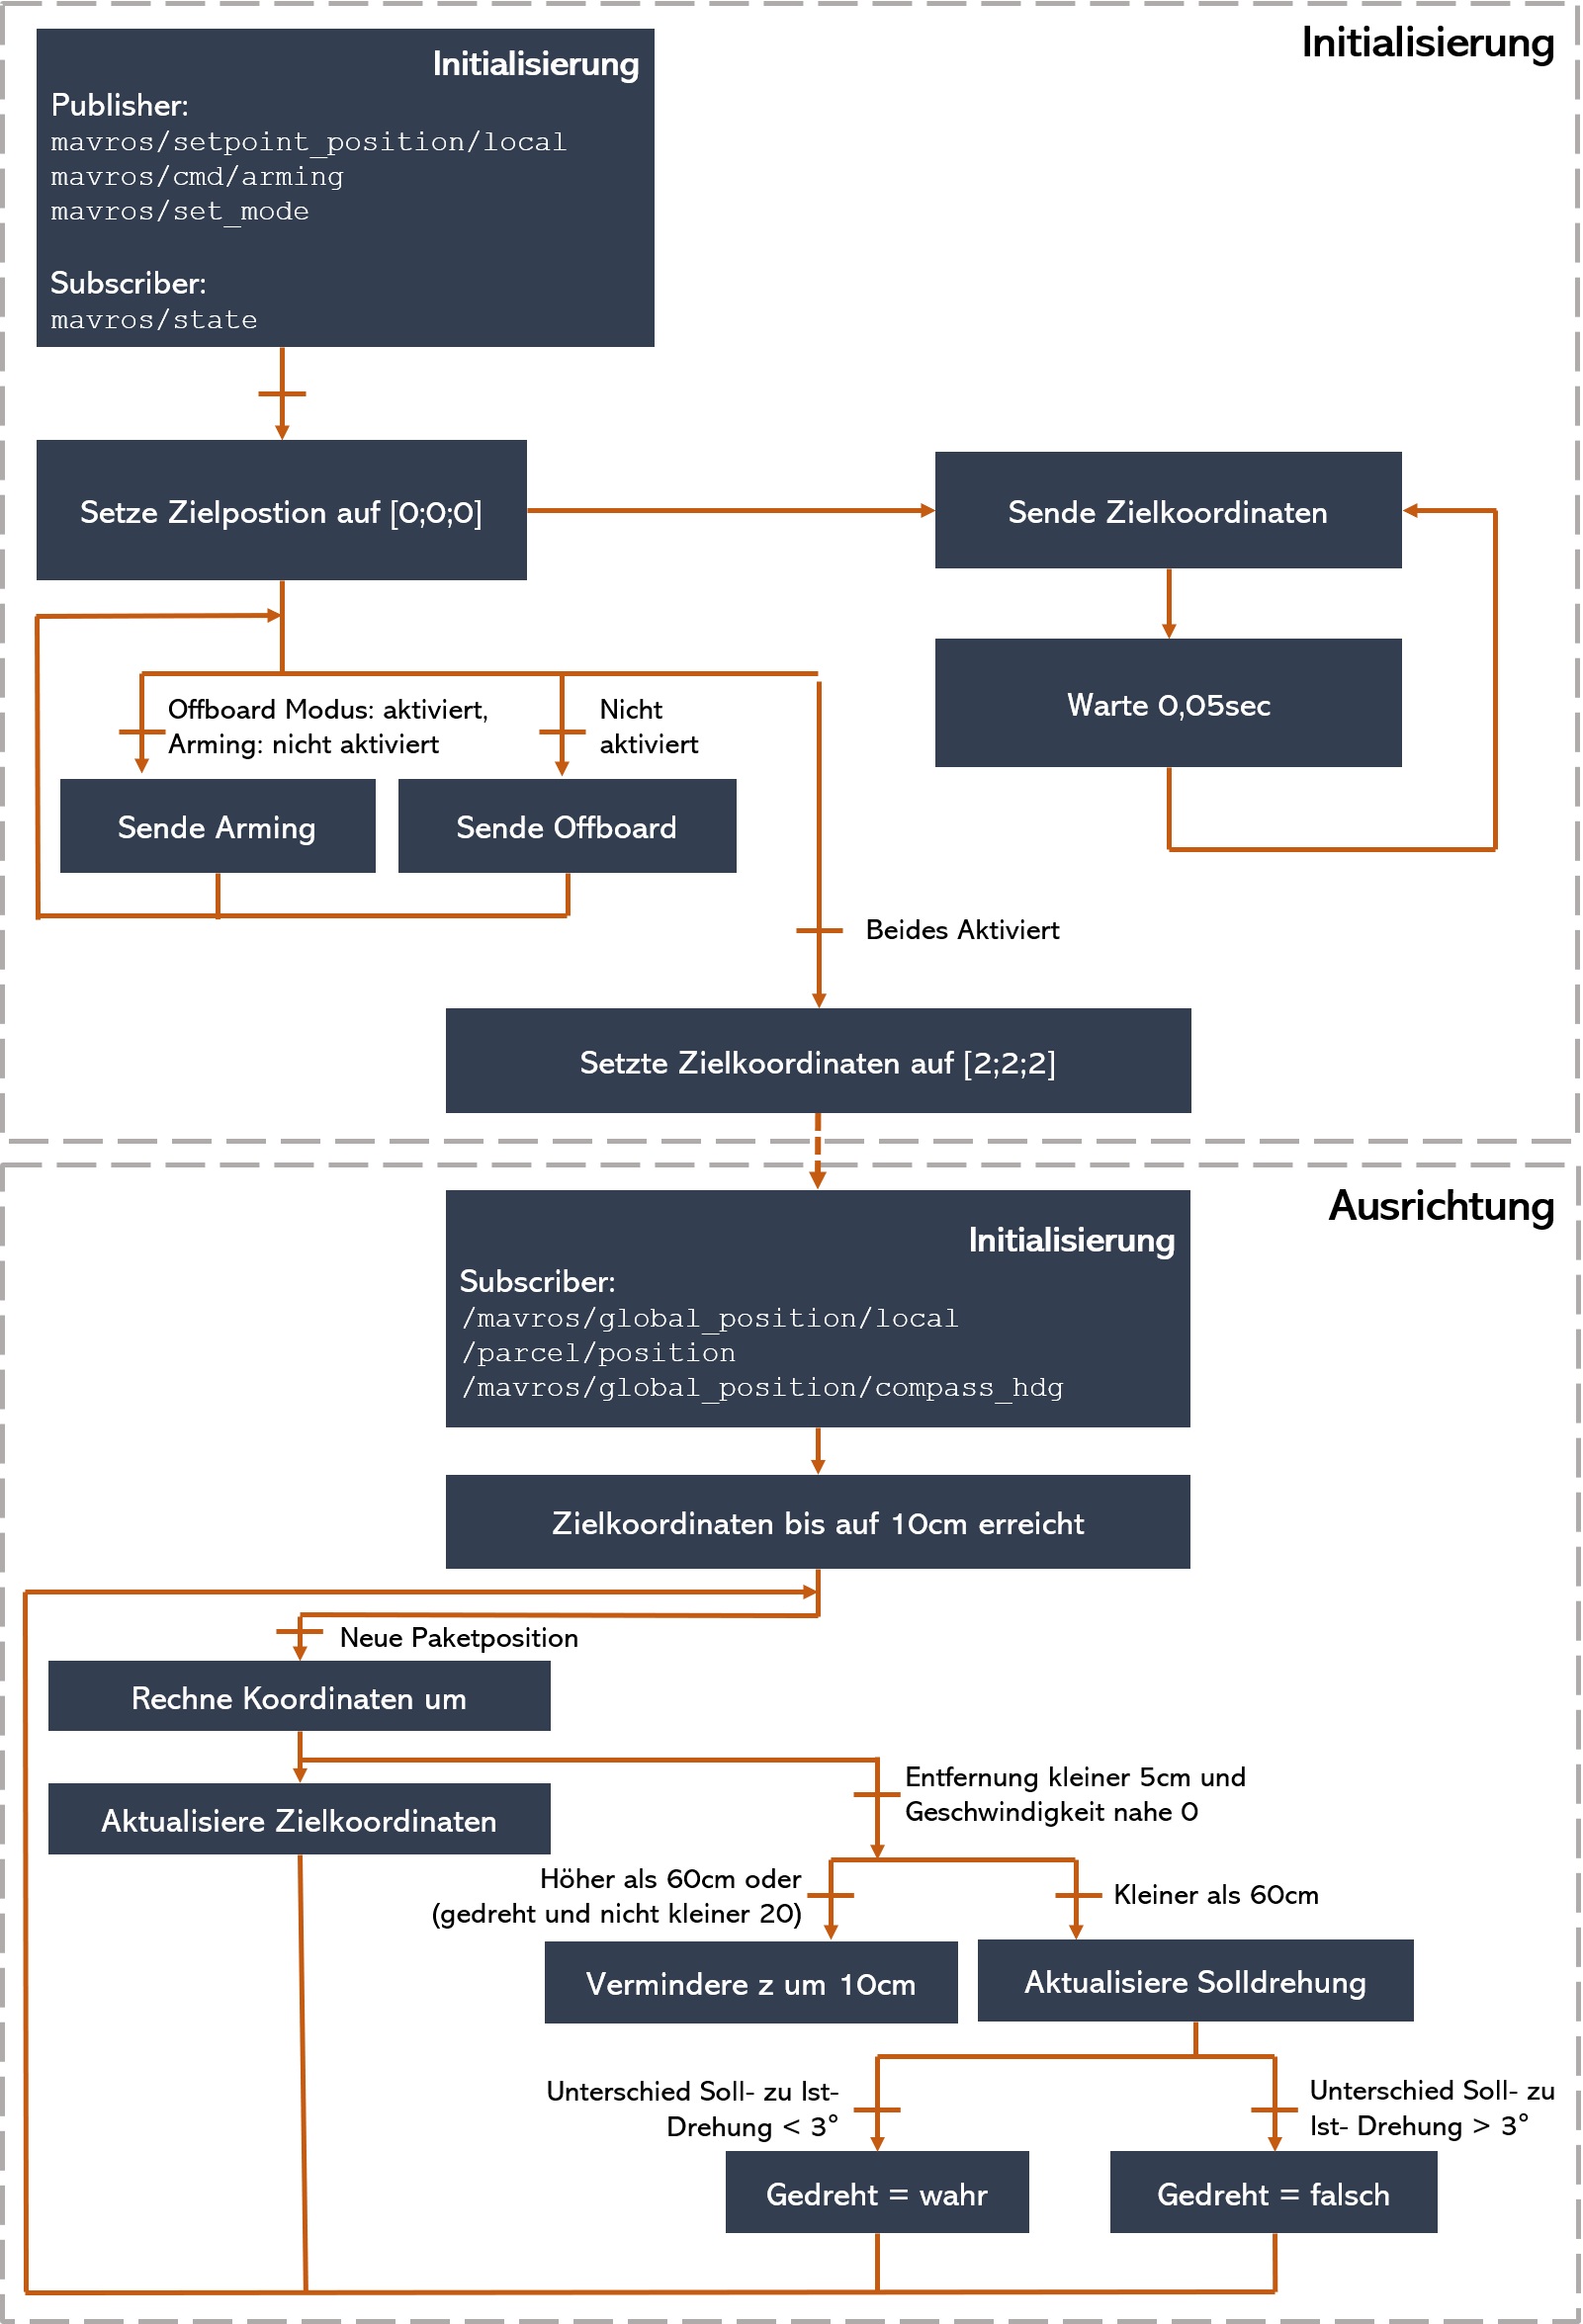 Initialisierung
Initialisierung
Publisher:
mavros/setpoint_position/local
mavros/cmd/arming
mavros/set_mode
Subscriber:
mavros/state
Setze Zielpostion auf [0;0;0]
Sende Zielkoordinaten
Warte 0,05sec
Offboard Modus: aktiviert,
Arming: nicht aktiviert
Nicht
aktiviert
Sende Arming
Sende Offboard
Beides Aktiviert
Setzte Zielkoordinaten auf [2;2;2]
Ausrichtung
Initialisierung
Subscriber:
/mavros/global_position/local
/parcel/position
/mavros/global_position/compass_hdg
Zielkoordinaten bis auf 10cm erreicht
Neue Paketposition
Rechne Koordinaten um
Aktualisiere Zielkoordinaten
Entfernung kleiner 5cm und
Geschwindigkeit nahe 0
Höher als 60cm oder
(gedreht und nicht kleiner 20)
Kleiner als 60cm
Vermindere z um 10cm
Aktualisiere Solldrehung
Unterschied Soll- zu Ist-
Drehung < 3°
Unterschied Soll- zu
Ist- Drehung > 3°
Gedreht = wahr
Gedreht = falsch